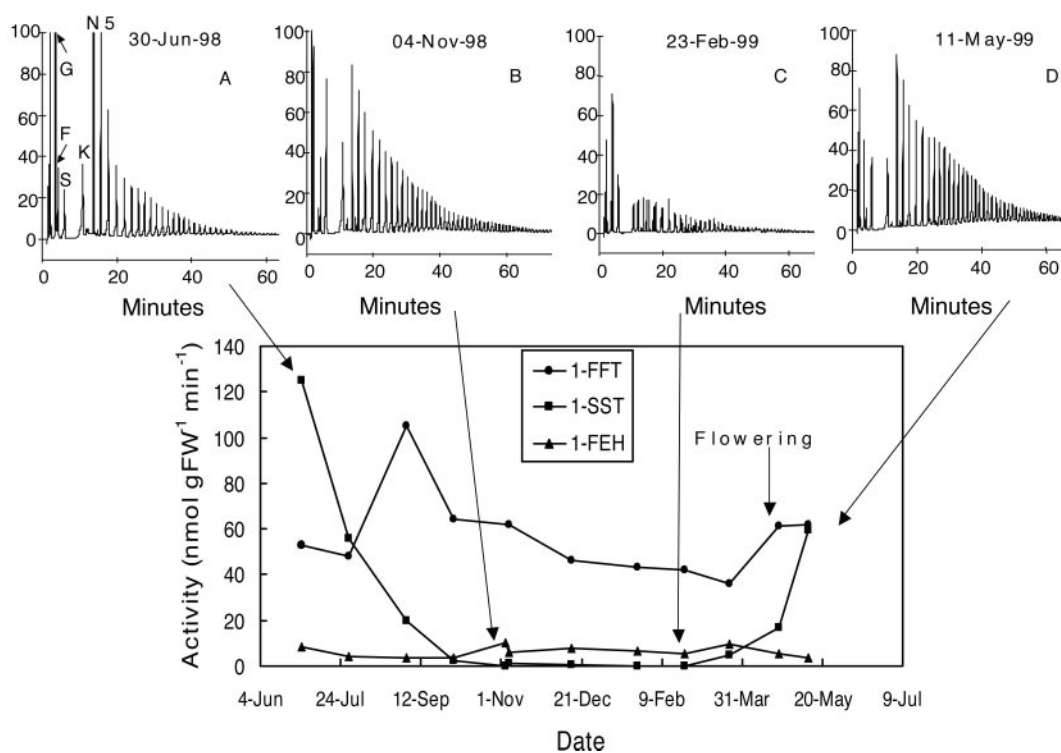 30-Jun-98
04-Nov-98
23-Feb-99
11-May-99
A
B
C
D
G
F
S
K
N 5
100
80
60
40
20
0
100
80
60
40
20
0
100
80
60
40
20
0
100
80
60
40
20
0
0 20 40 60
0 20 40 60
0 20 40 60
0 20 40 60
Minutes
Minutes
Minutes
Minutes
Activity (nmol gFW⁻¹ min⁻¹)
140
120
100
80
60
40
20
0
1-FFT
1-SST
1-FEH
Flowering
4-Jun 24-Jul 12-Sep 1-Nov 21-Dec 9-Feb 31-Mar 20-May 9-Jul
Date